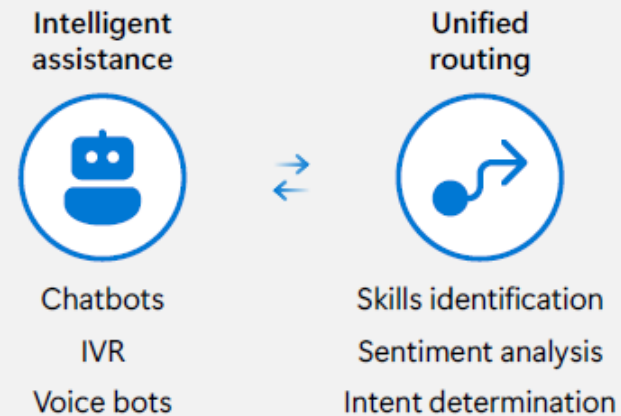 Intelligent
assistance
Chatbots
IVR
Voice bots
Unified
routing
Skills identification
Sentiment analysis
Intent determination